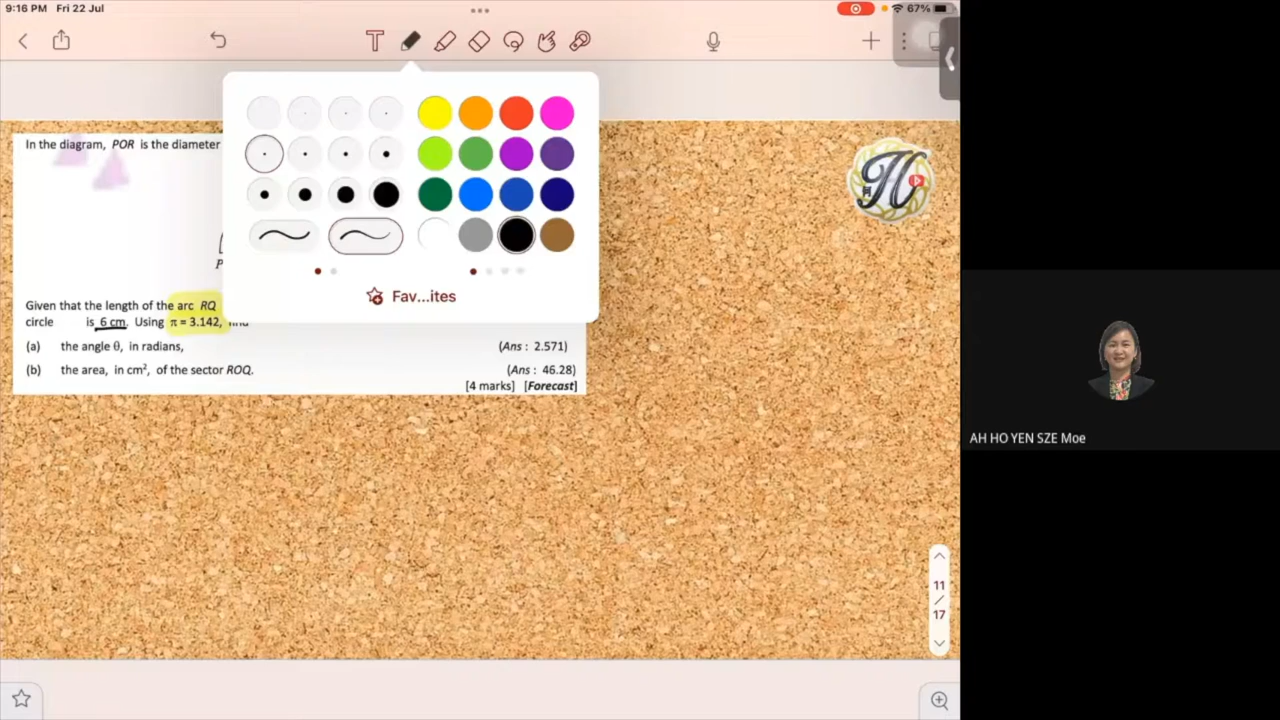 9:16 PM Fri 22 Jul
67%
T
In the diagram, POR is the diameter
P
Fav...ites
Given that the length of the arc RQ
circle is 6 cm. Using π = 3.142,
(a) the angle θ, in radians, (Ans : 2.571)
(b) the area, in cm², of the sector ROQ. (Ans : 46.28)
[4 marks] [Forecast]
11
/
17
AH HO YEN SZE Moe